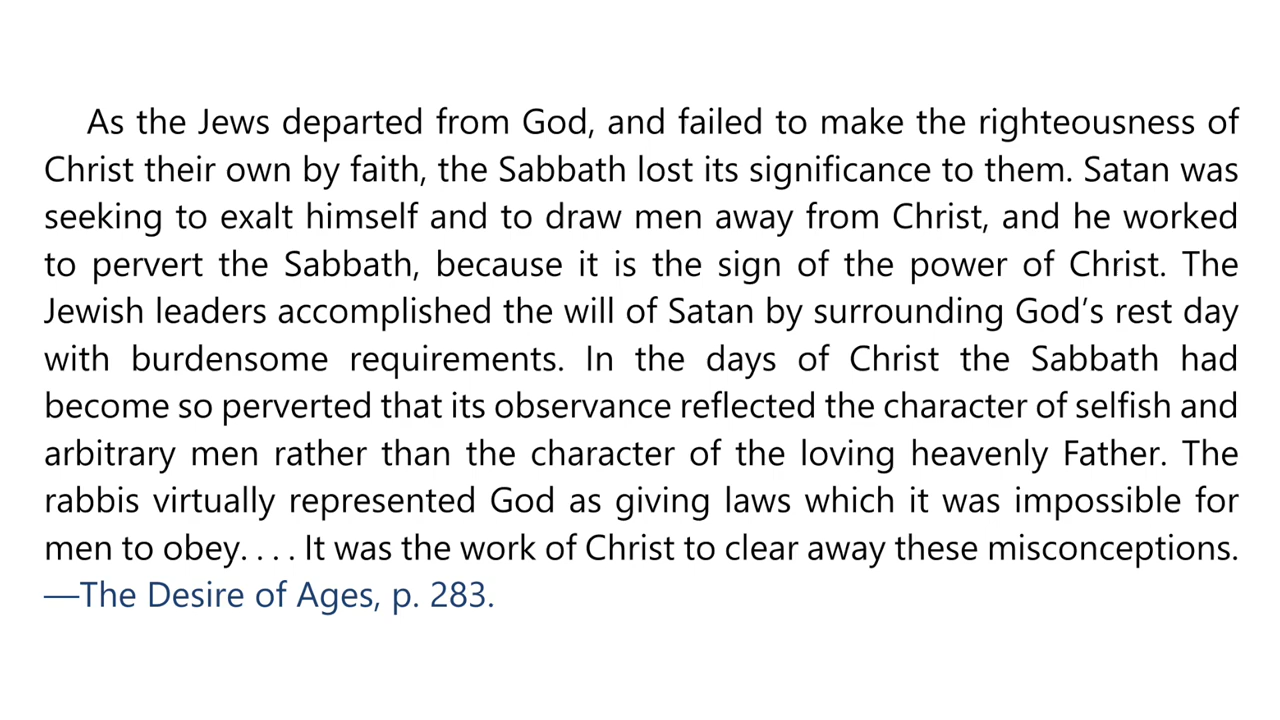 As the Jews departed from God, and failed to make the righteousness of
Christ their own by faith, the Sabbath lost its significance to them. Satan was
seeking to exalt himself and to draw men away from Christ, and he worked
to pervert the Sabbath, because it is the sign of the power of Christ. The
Jewish leaders accomplished the will of Satan by surrounding God’s rest day
with burdensome requirements. In the days of Christ the Sabbath had
become so perverted that its observance reflected the character of selfish and
arbitrary men rather than the character of the loving heavenly Father. The
rabbis virtually represented God as giving laws which it was impossible for
men to obey. . . . It was the work of Christ to clear away these misconceptions.
—The Desire of Ages, p. 283.